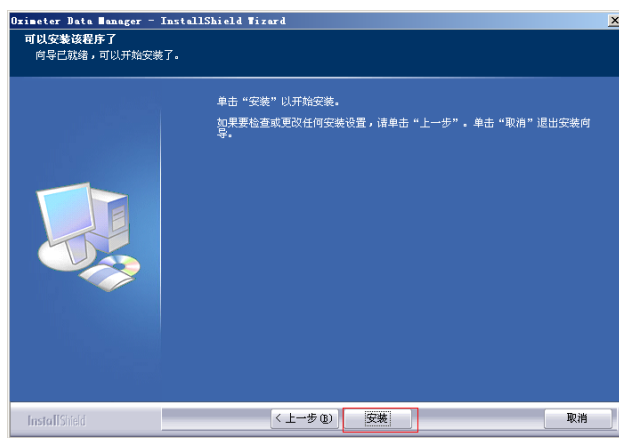 Oximeter Data Manager - InstallShield Wizard
可以安装该程序了
向导已就绪，可以开始安装了。
单击“安装”以开始安装。
如果要检查或更改任何安装设置，请单击“上一步”。单击“取消”退出安装向
导。
InstallShield
< 上一步(B)
安装
取消